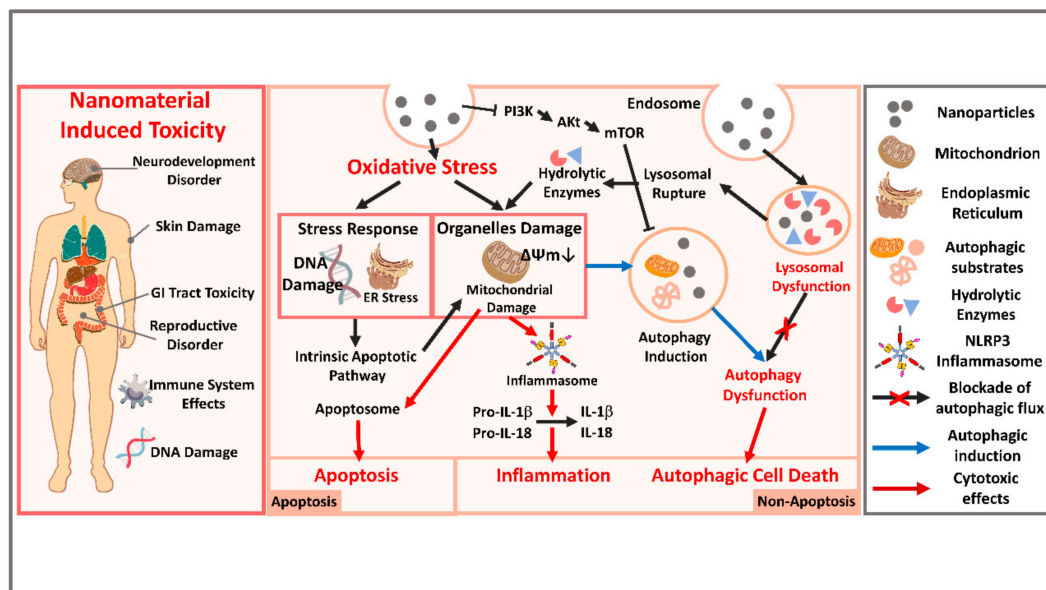 Nanomaterial
Induced Toxicity
Neurodevelopment
Disorder
Skin Damage
GI Tract Toxicity
Reproductive
Disorder
Immune System
Effects
DNA Damage
PI3K
AKt
mTOR
Endosome
Oxidative Stress
Hydrolytic
Enzymes
Lysosomal
Rupture
Stress Response
DNA
Damage
ER Stress
Organelles Damage
ΔΨm↓
Mitochondrial
Damage
Lysosomal
Dysfunction
Autophagy
Induction
Intrinsic Apoptotic
Pathway
Inflammasome
Autophagy
Dysfunction
Apoptosome
Pro-IL-1β
IL-1β
Pro-IL-18
IL-18
Apoptosis
Inflammation
Autophagic Cell Death
Apoptosis
Non-Apoptosis
Nanoparticles
Mitochondrion
Endoplasmic
Reticulum
Autophagic
substrates
Hydrolytic
Enzymes
NLRP3
Inflammasome
Blockade of
autophagic flux
Autophagic
induction
Cytotoxic
effects